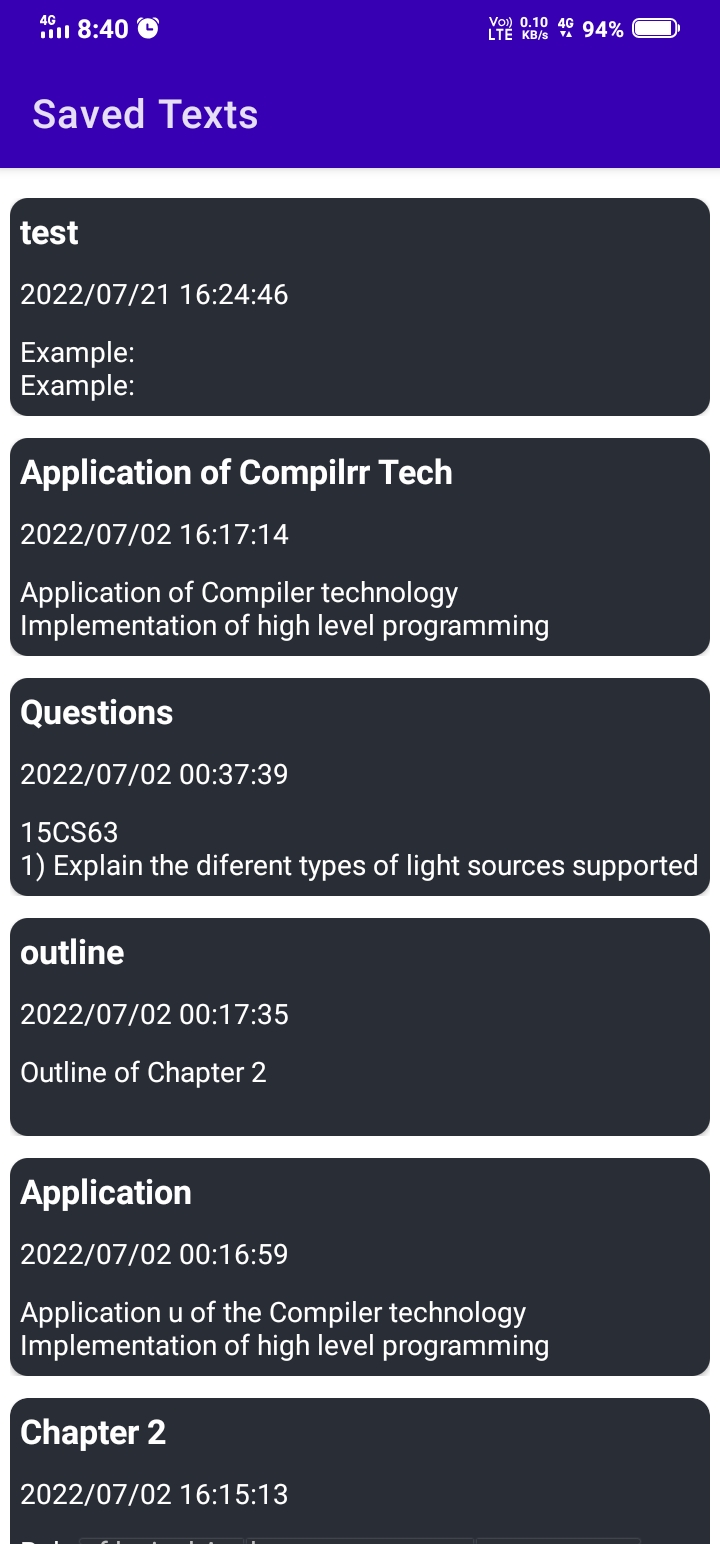 4G 8:40 Vo)) LTE 0.10 KB/s 4G 94%
Saved Texts
test
2022/07/21 16:24:46
Example:
Example:
Application of Compilrr Tech
2022/07/02 16:17:14
Application of Compiler technology
Implementation of high level programming
Questions
2022/07/02 00:37:39
15CS63
1) Explain the diferent types of light sources supported
outline
2022/07/02 00:17:35
Outline of Chapter 2
Application
2022/07/02 00:16:59
Application u of the Compiler technology
Implementation of high level programming
Chapter 2
2022/07/02 16:15:13